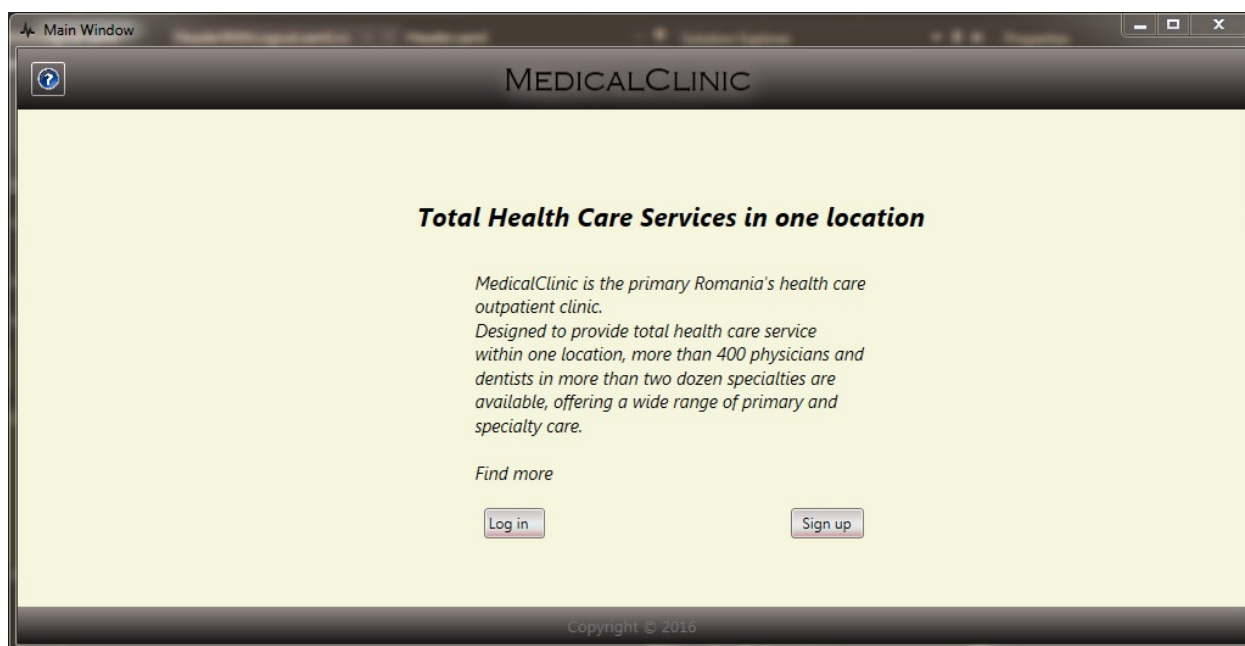 Main Window
MEDICALCLINIC
Total Health Care Services in one location
MedicalClinic is the primary Romania's health care
outpatient clinic.
Designed to provide total health care service
within one location, more than 400 physicians and
dentists in more than two dozen specialties are
available, offering a wide range of primary and
specialty care.
Find more
Log in
Sign up
Copyright © 2016